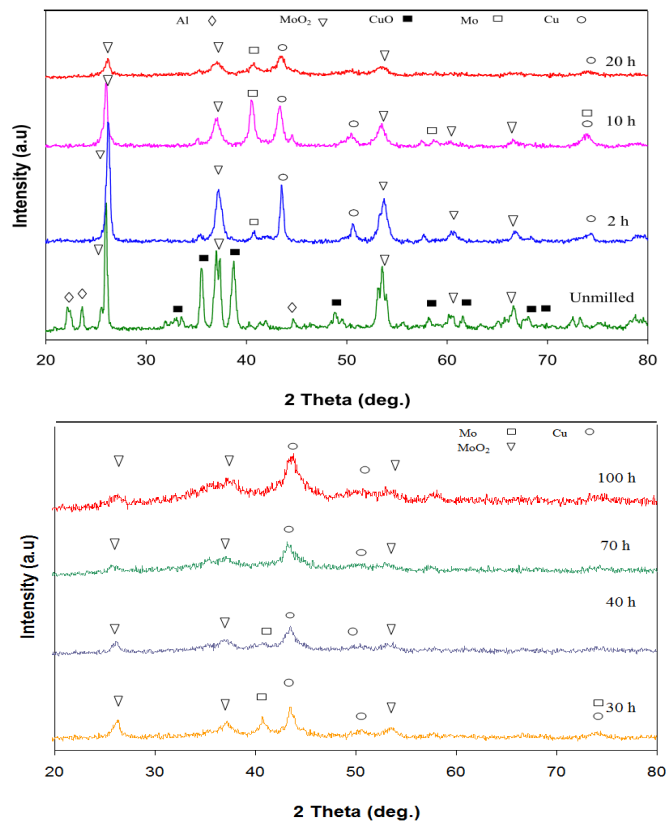 Al MoO₂ CuO Mo Cu
20 h
10 h
2 h
Unmilled
Intensity (a.u)
20 30 40 50 60 70 80
2 Theta (deg.)
Mo Cu
MoO₂
100 h
70 h
40 h
30 h
Intensity (a.u)
20 30 40 50 60 70 80
2 Theta (deg.)